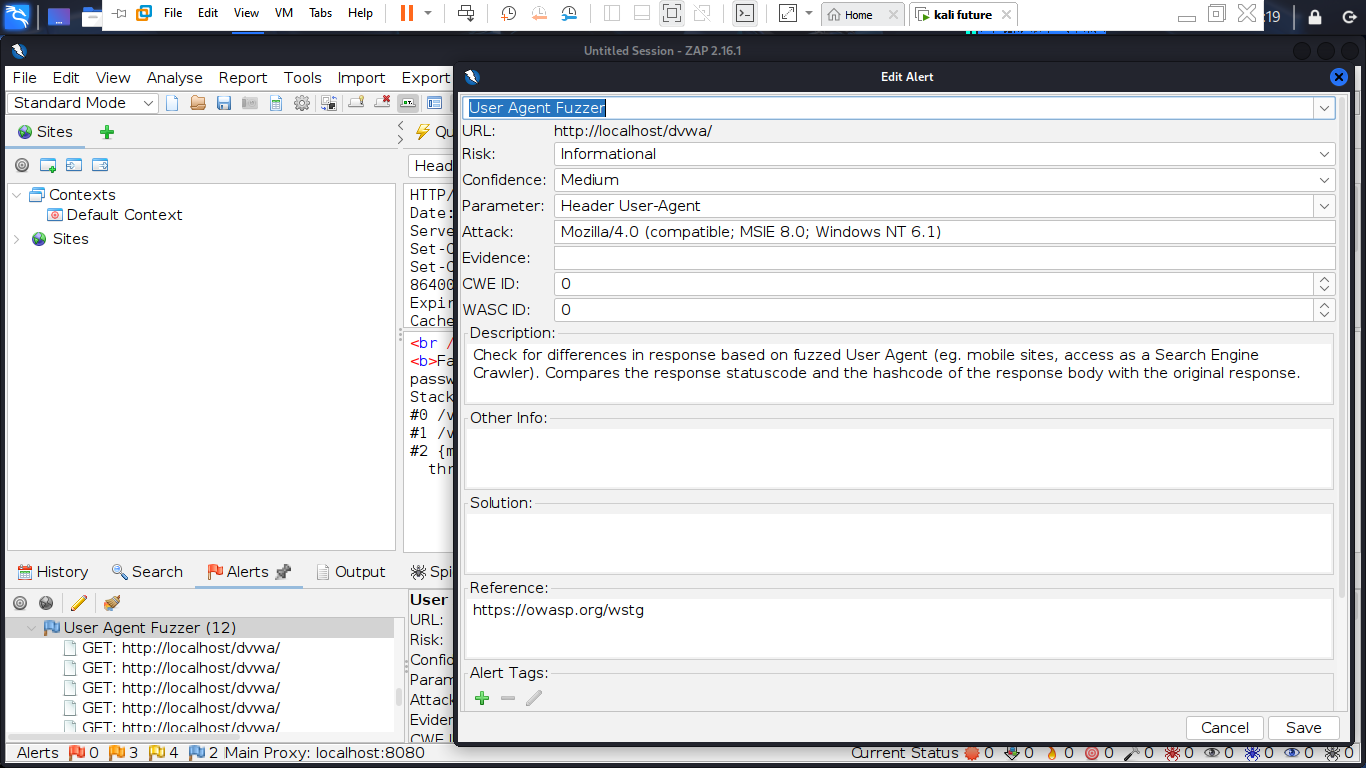 File Edit View VM Tabs Help Home kali future :19
Untitled Session - ZAP 2.16.1
File Edit View Analyse Report Tools Import Export
Edit Alert
Standard Mode
User Agent Fuzzer
Sites
Qu
URL: http://localhost/dvwa/
Risk: Informational
Head
Confidence: Medium
Contexts
HTTP/
Parameter: Header User-Agent
Default Context
Date:
Serve
Attack: Mozilla/4.0 (compatible; MSIE 8.0; Windows NT 6.1)
Sites
Set-C
Evidence:
Set-C
86400
CWE ID: 0
Expir
WASC ID: 0
Cache
Description:
<br /
Check for differences in response based on fuzzed User Agent (eg. mobile sites, access as a Search Engine
<b>Fa
Crawler). Compares the response statuscode and the hashcode of the response body with the original response.
passw
Stack
#0 /v
Other Info:
#1 /v
#2 {m
thr
Solution:
History Search Alerts Output Spi
Reference:
https://owasp.org/wstg
User
User Agent Fuzzer (12)
URL:
GET: http://localhost/dvwa/
Risk:
GET: http://localhost/dvwa/
Confid
Alert Tags:
GET: http://localhost/dvwa/
Param
GET: http://localhost/dvwa/
Attack
GET: http://localhost/dvwa/
Eviden
CWE I
Cancel Save
Alerts 0 3 4 2 Main Proxy: localhost:8080
Current Status 0 0 0 0 0 0 0 0 0 0